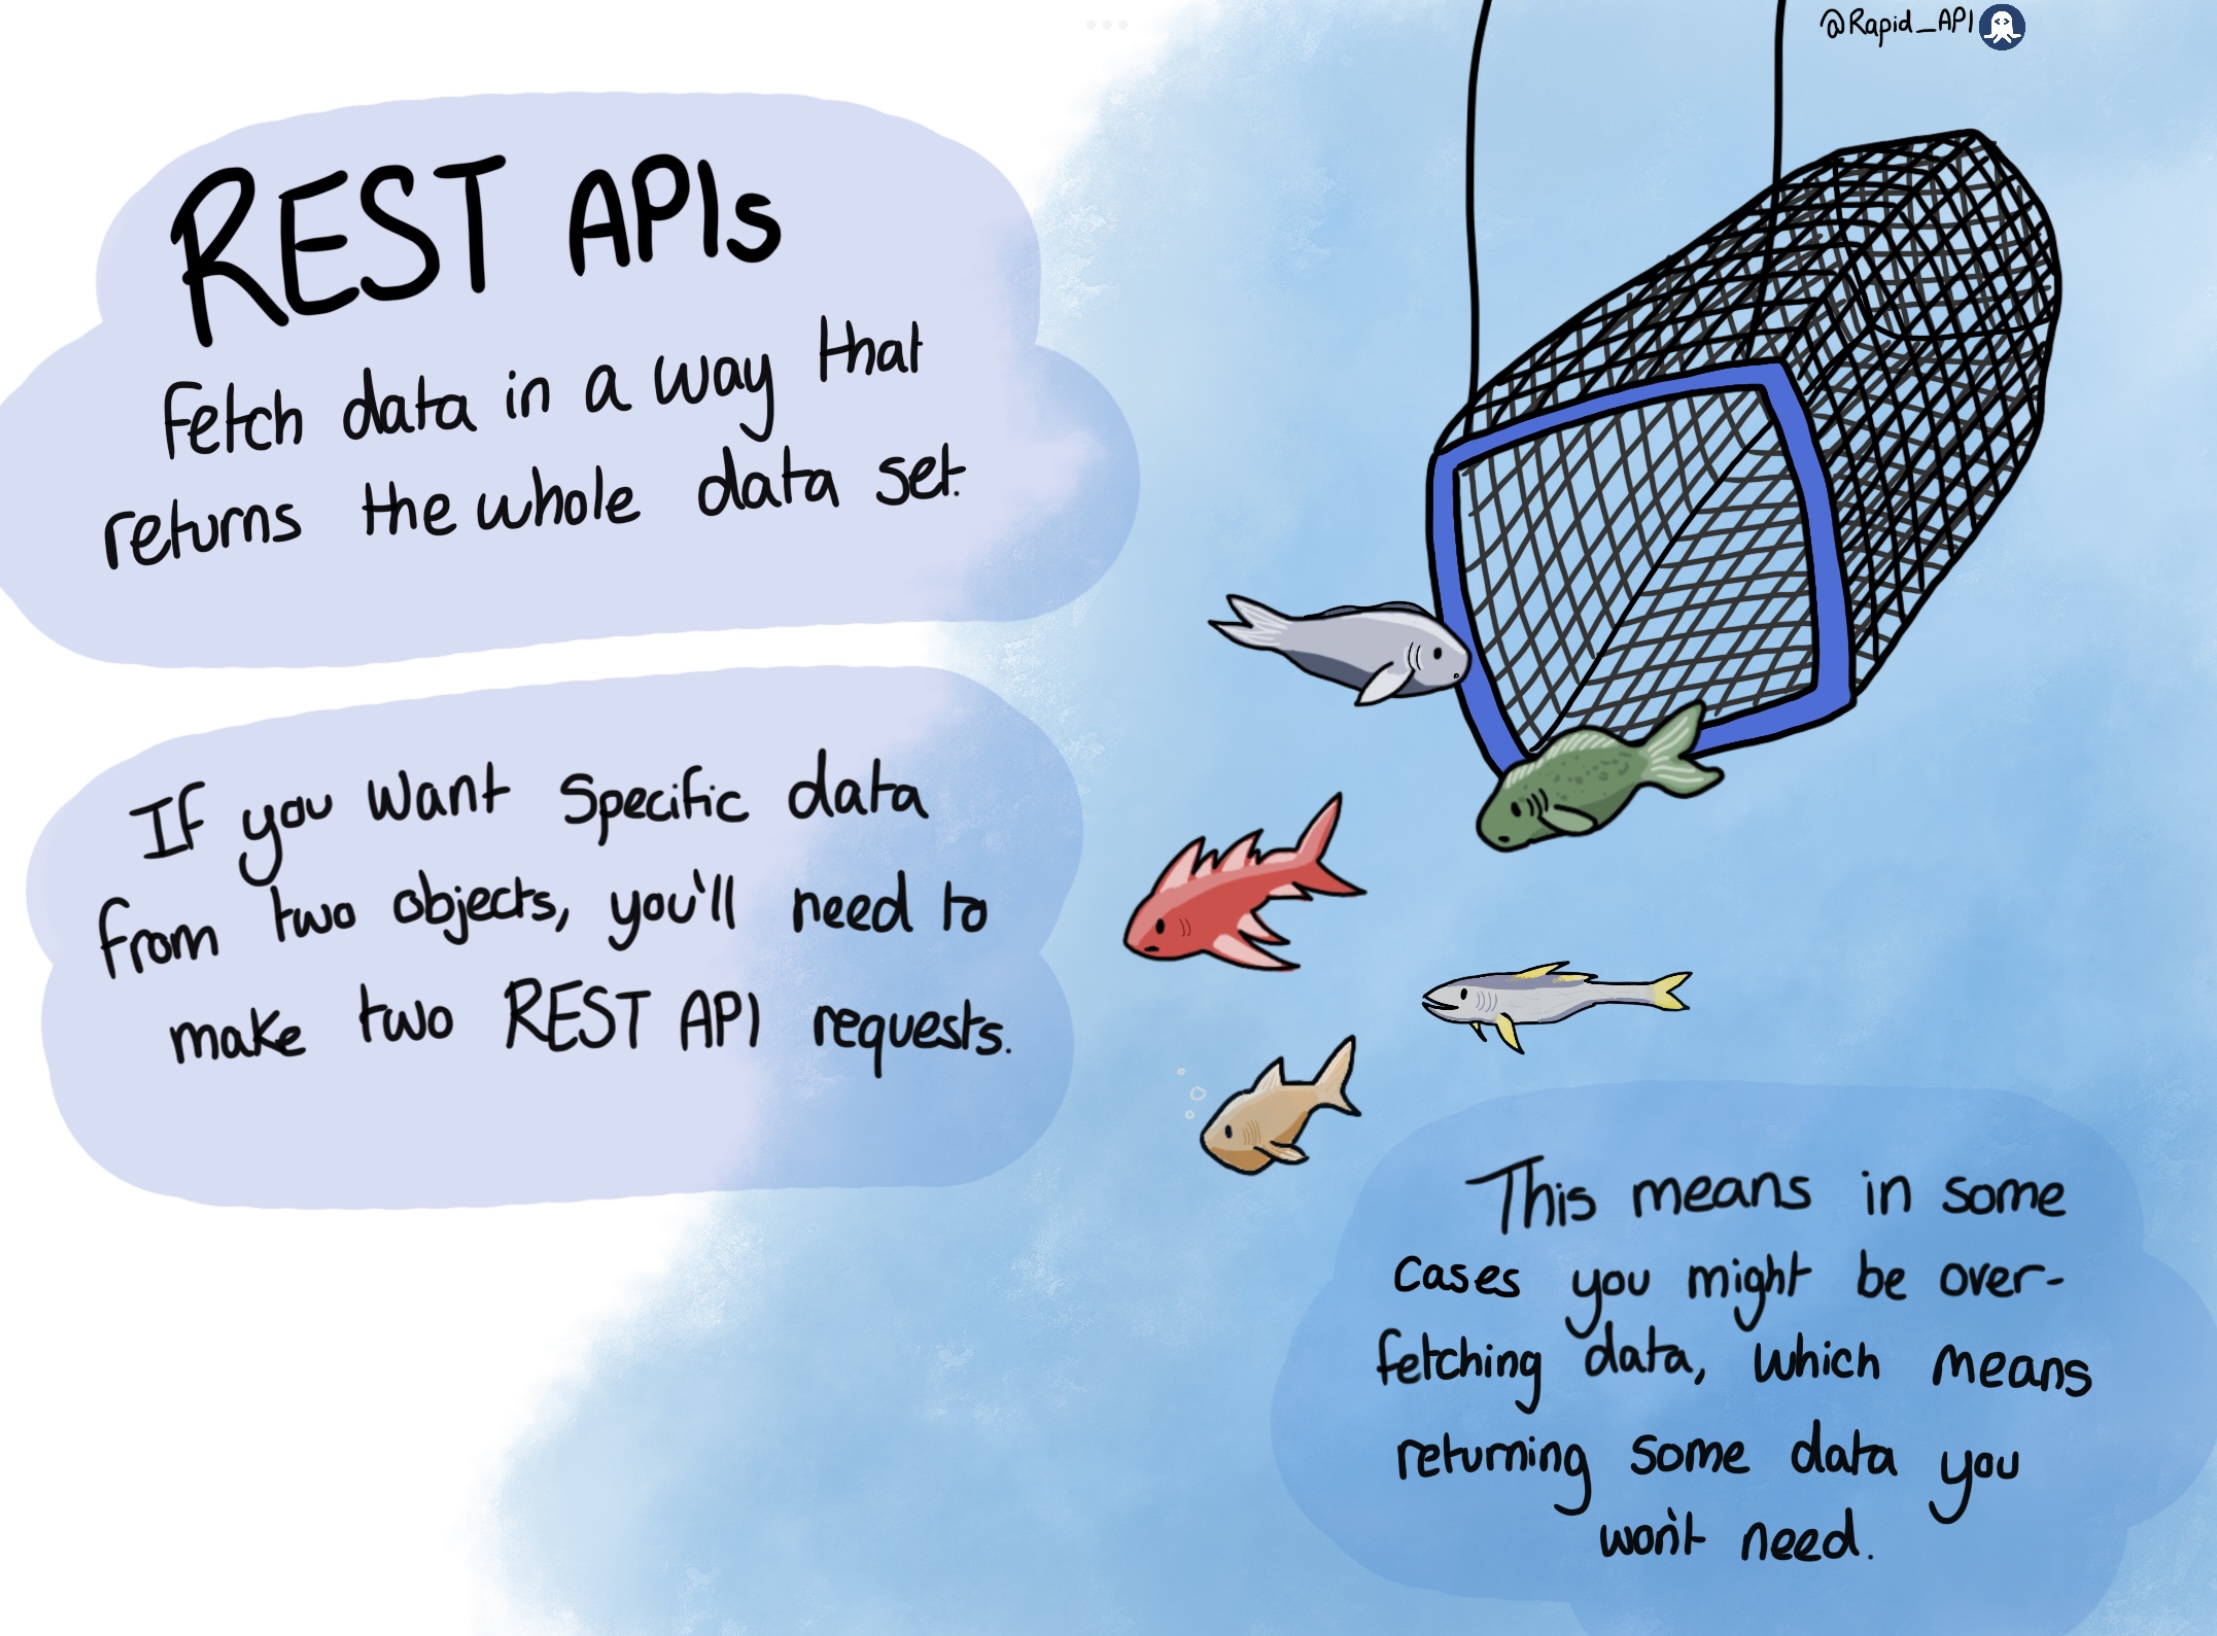 @Rapid_API
REST APIs
Fetch data in a way that
returns the whole data set.
If you want specific data
from two objects, you'll need to
make two REST API requests.
This means in some
cases you might be over-
fetching data, which means
returning some data you
won't need.